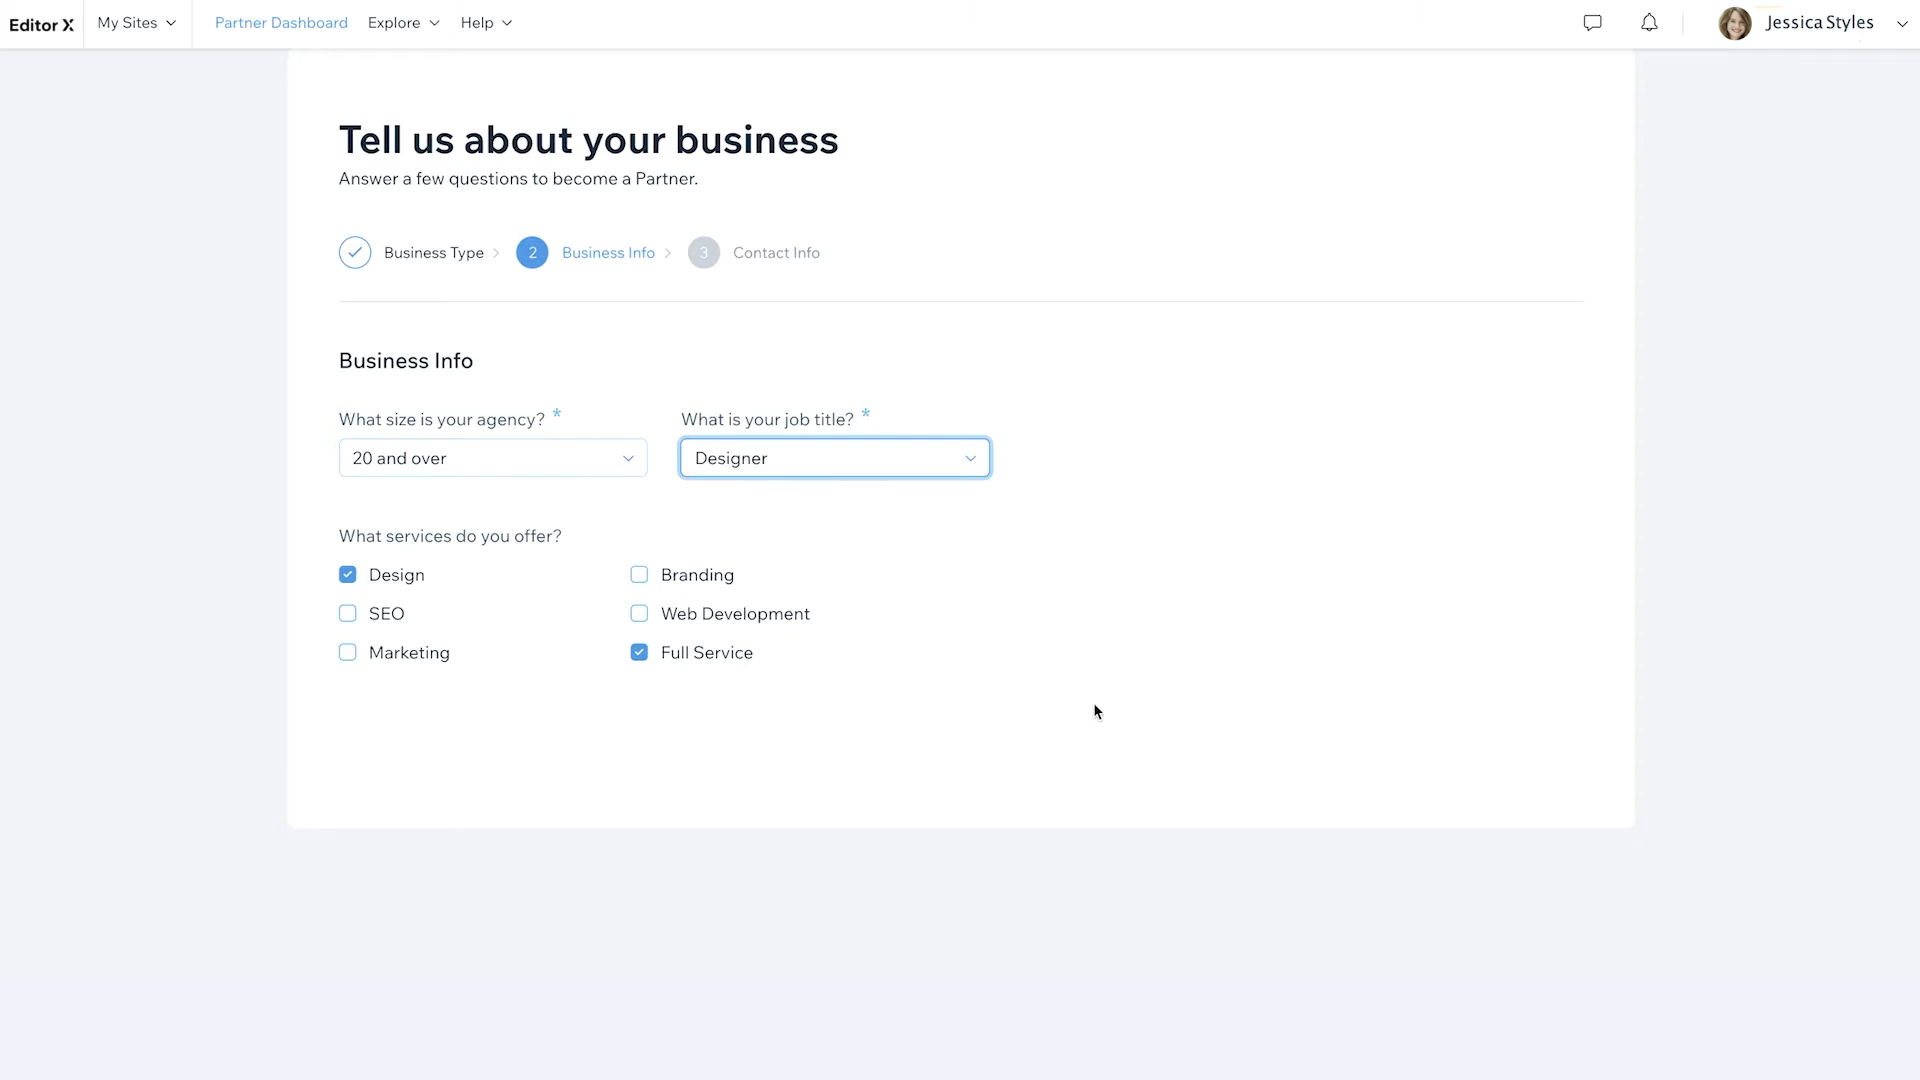 Editor X My Sites Partner Dashboard Explore Help Jessica Styles
Tell us about your business
Answer a few questions to become a Partner.
Business Type 2 Business Info 3 Contact Info
Business Info
What size is your agency? * What is your job title? *
20 and over Designer
What services do you offer?
Design Branding
SEO Web Development
Marketing Full Service